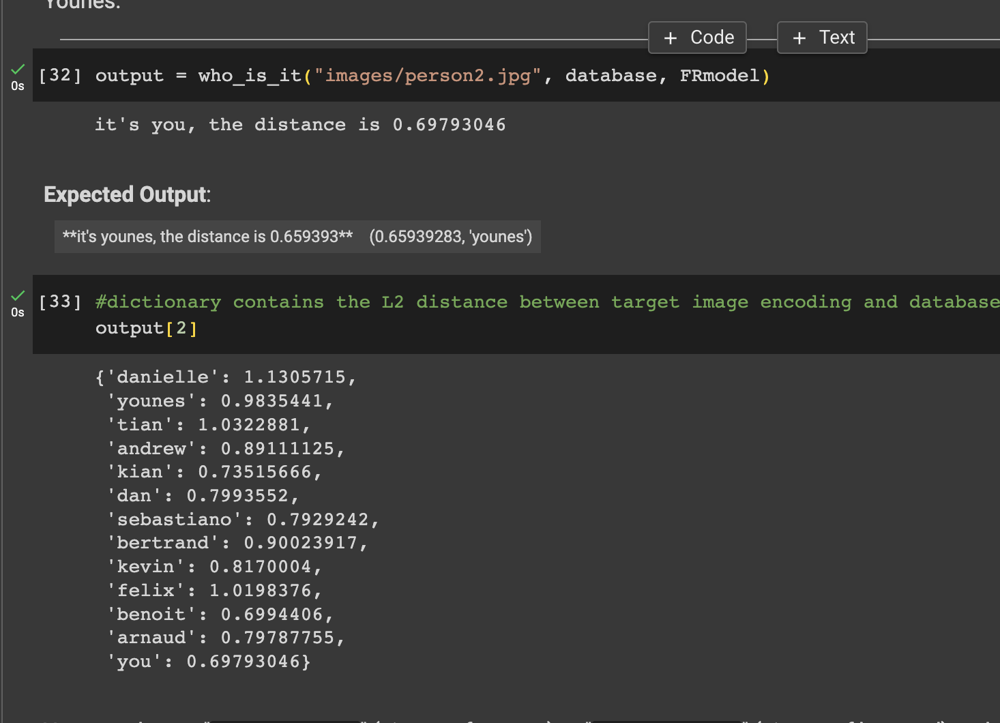 Younes.
+ Code + Text
[32] output = who_is_it("images/person2.jpg", database, FRmodel)
0s
it's you, the distance is 0.69793046
Expected Output:
**it's younes, the distance is 0.659393** (0.65939283, 'younes')
[33] #dictionary contains the L2 distance between target image encoding and database
0s
output[2]
{'danielle': 1.1305715,
'younes': 0.9835441,
'tian': 1.0322881,
'andrew': 0.89111125,
'kian': 0.73515666,
'dan': 0.7993552,
'sebastiano': 0.7929242,
'bertrand': 0.90023917,
'kevin': 0.8170004,
'felix': 1.0198376,
'benoit': 0.6994406,
'arnaud': 0.79787755,
'you': 0.69793046}